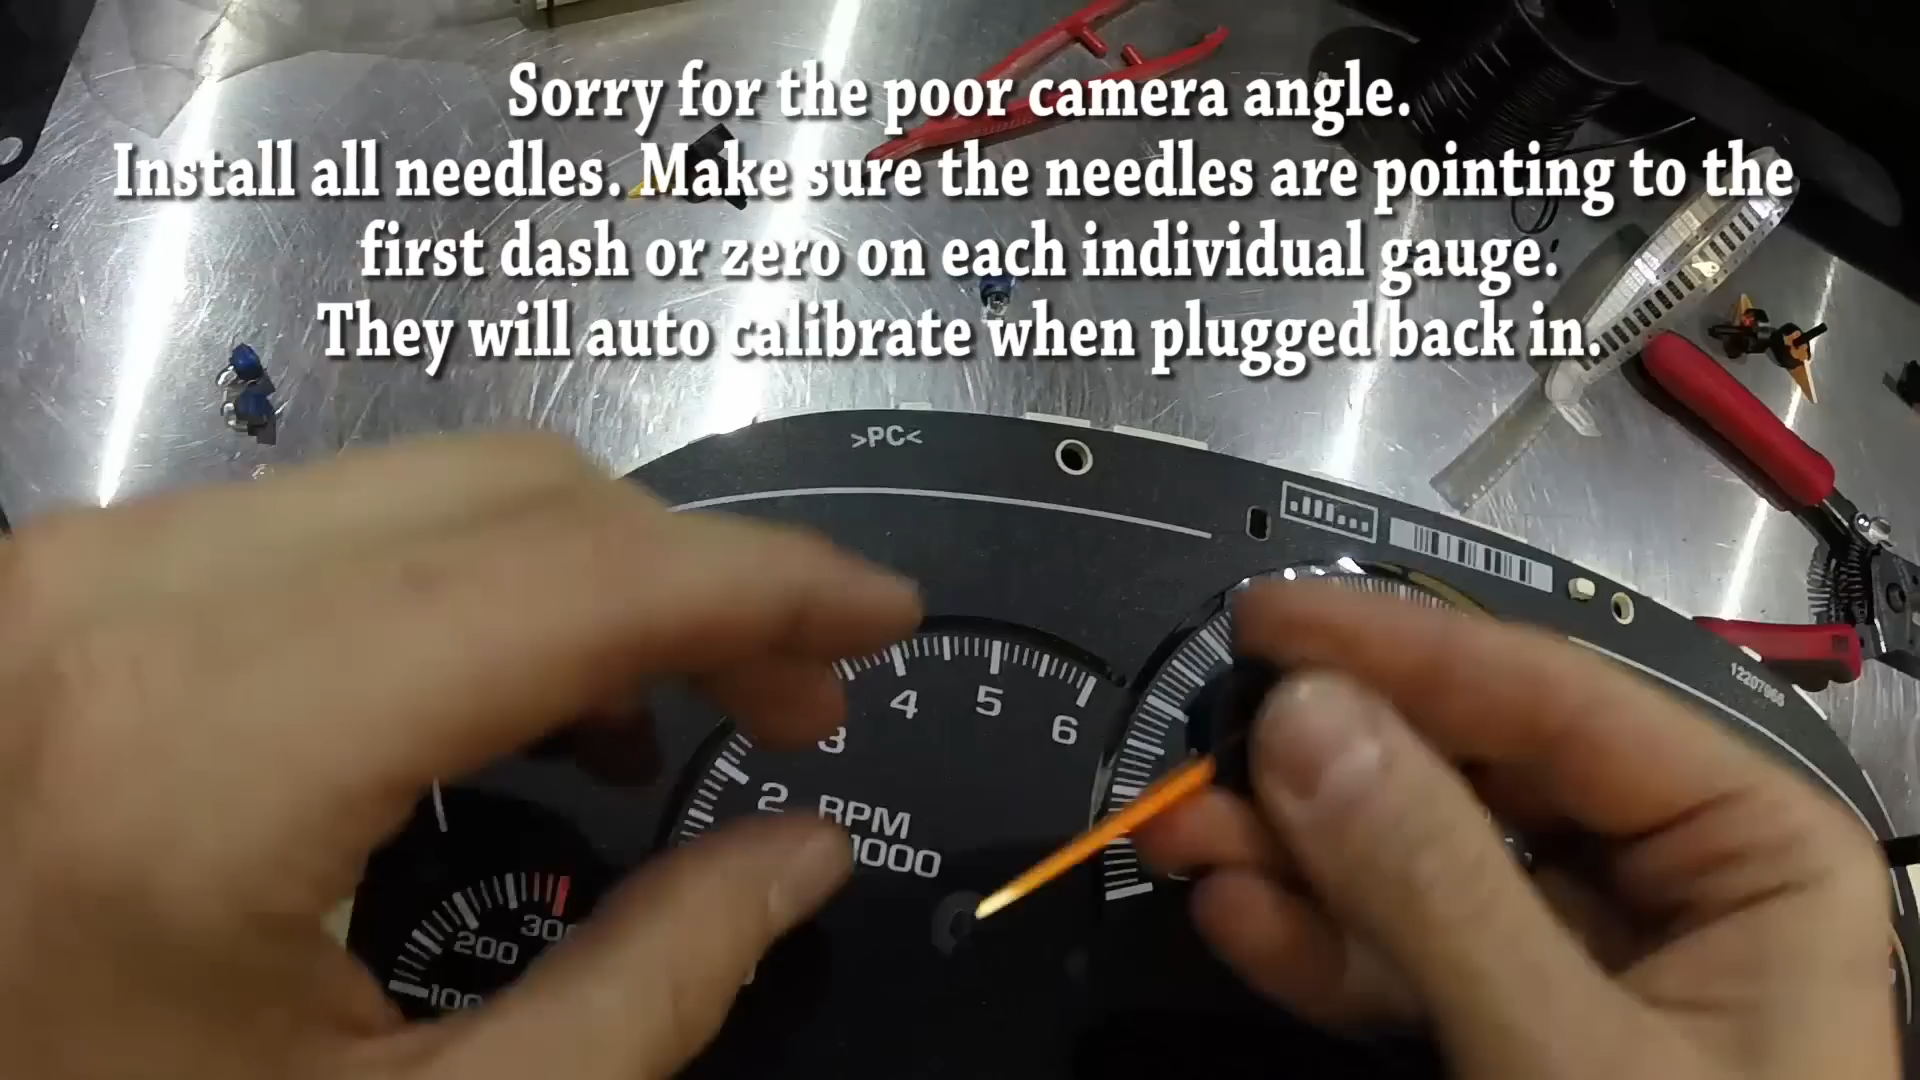 Sorry for the poor camera angle.
Install all needles. Make sure the needles are pointing to the
first dash or zero on each individual gauge.
They will auto calibrate when plugged back in.
>PC<
4
5
6
3
2
RPM
1000
300
200
100